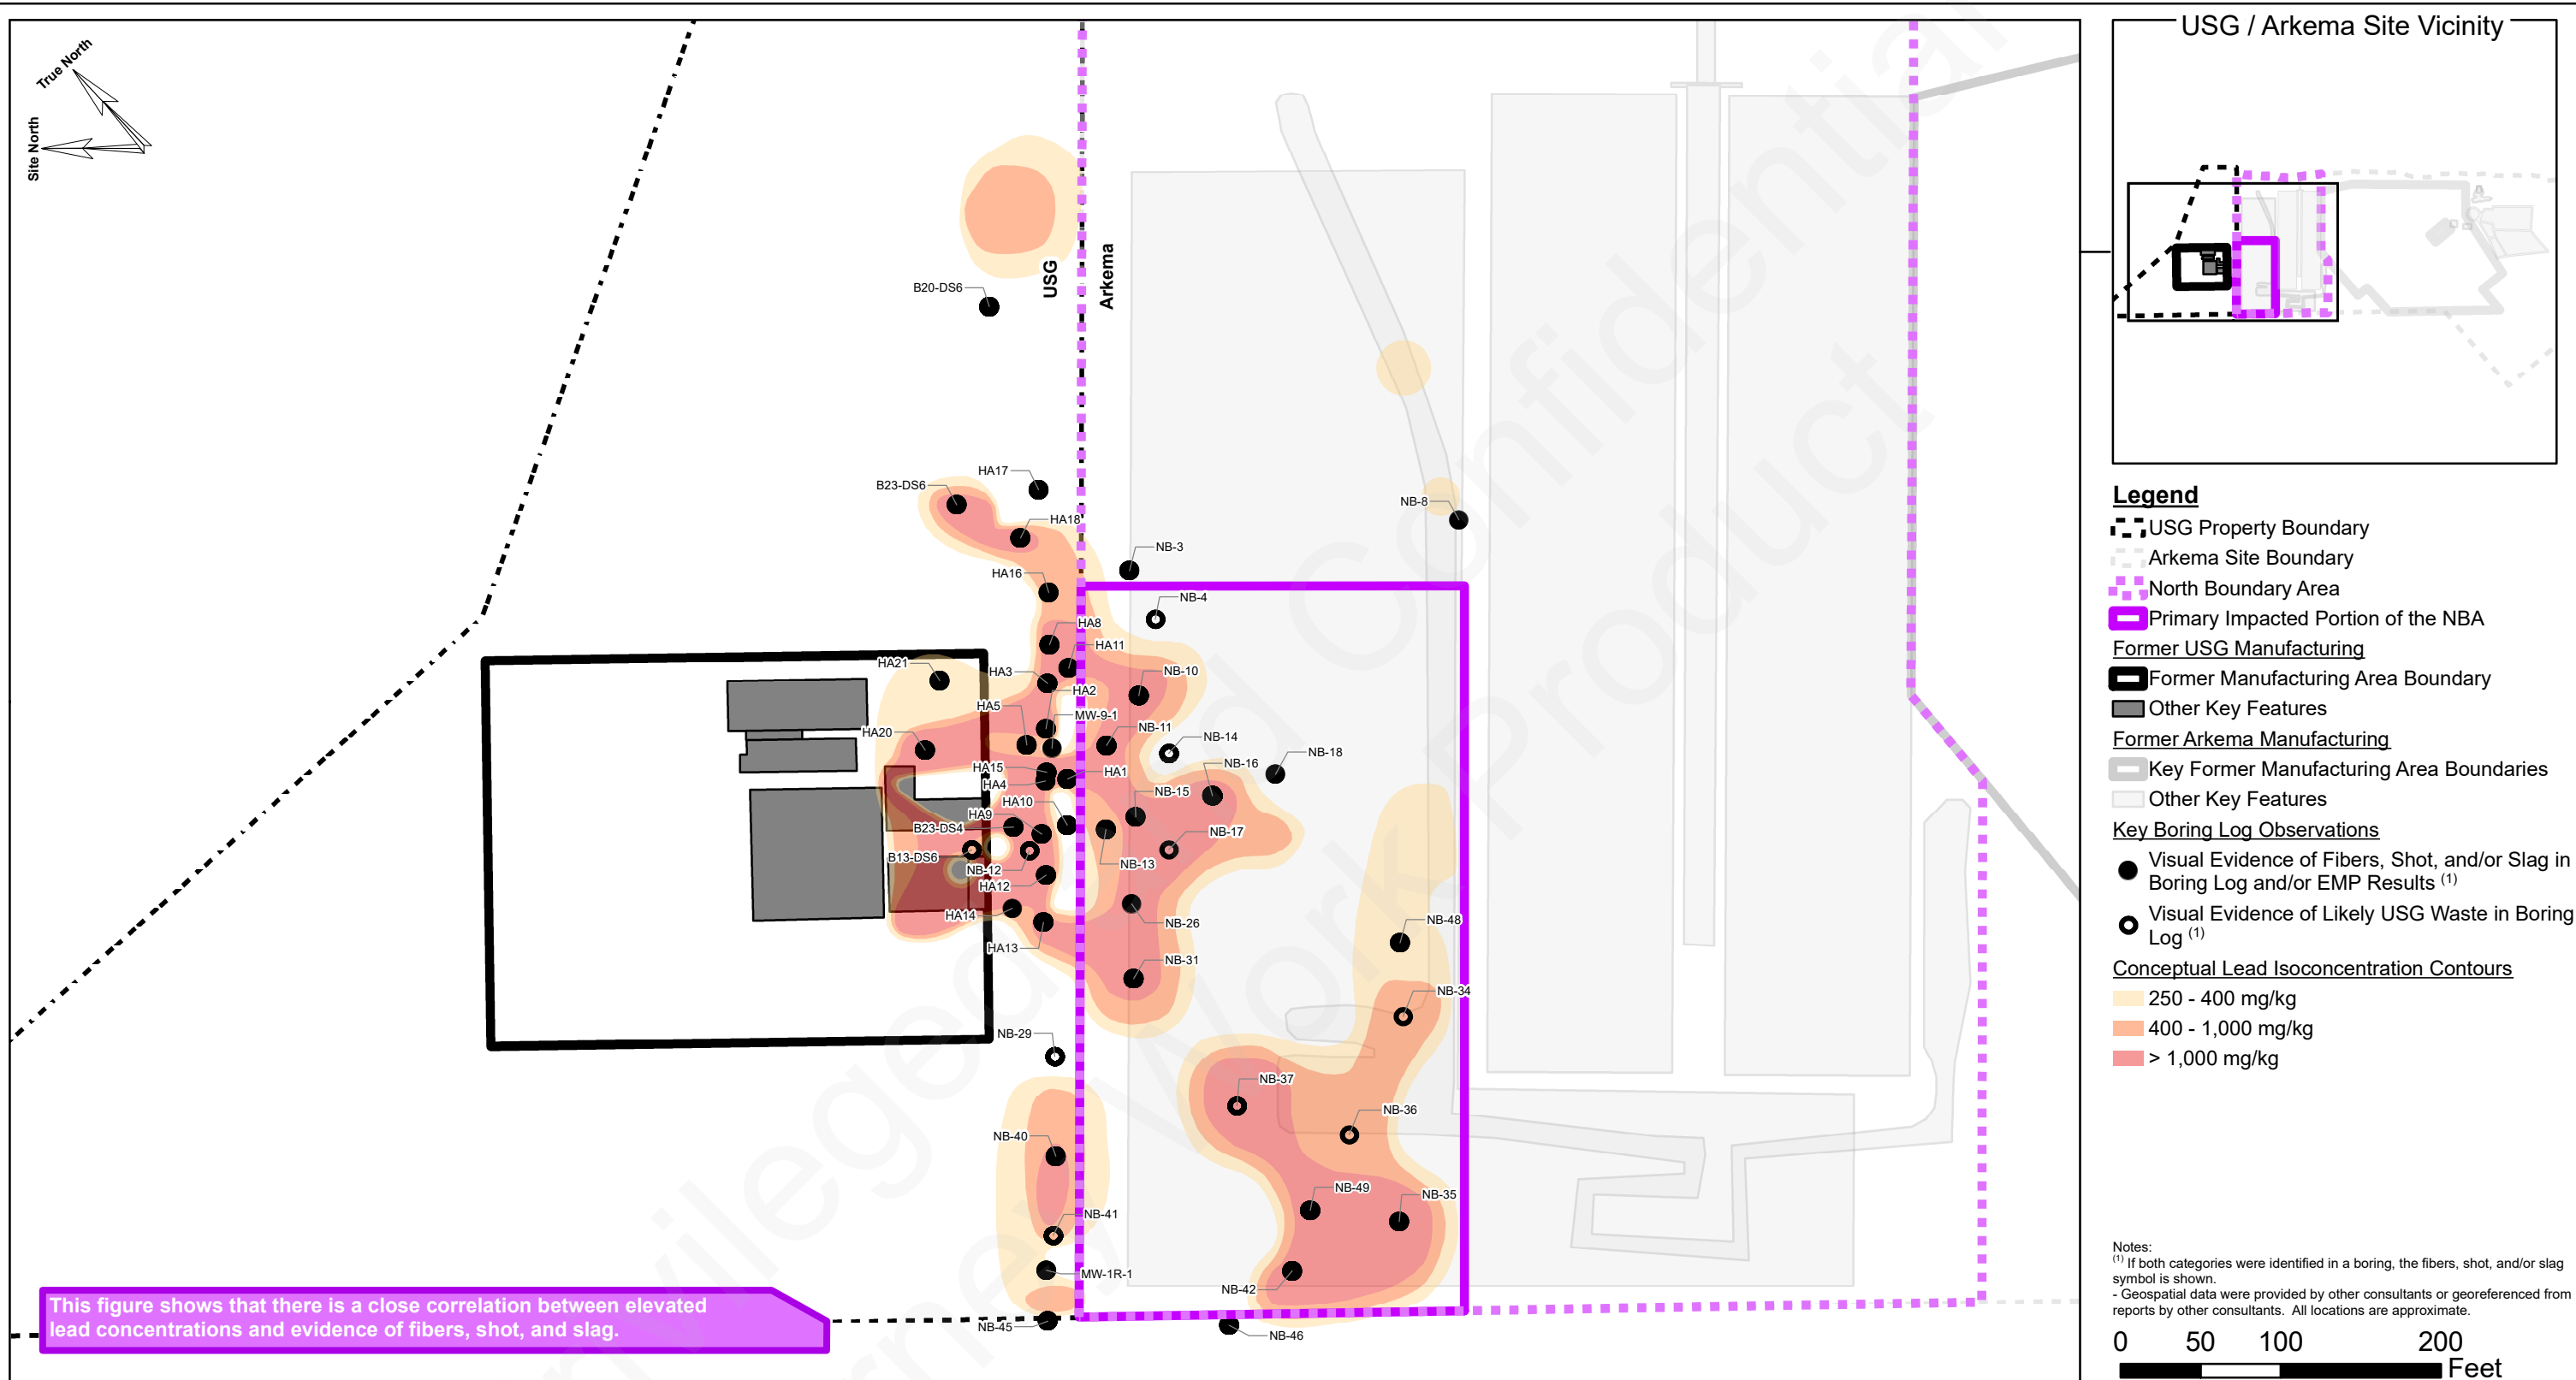 True North
Site North
USG
Arkema
B20-DS6
HA17
B23-DS6
HA18
NB-8
NB-3
HA16
NB-4
HA8
HA11
HA21
HA3
NB-10
HA2
HA5
MW-9-1
NB-11
HA20
NB-14
NB-18
HA15
HA1
NB-16
HA4
NB-15
HA10
HA9
B23-DS4
NB-17
B13-DS6
NB-13
NB-12
HA12
HA14
NB-26
HA13
NB-48
NB-31
NB-34
NB-29
NB-37
NB-36
NB-40
NB-49
NB-35
NB-41
MW-1R-1
NB-42
NB-45
NB-46
This figure shows that there is a close correlation between elevated
lead concentrations and evidence of fibers, shot, and slag.
USG / Arkema Site Vicinity
Legend
USG Property Boundary
Arkema Site Boundary
North Boundary Area
Primary Impacted Portion of the NBA
Former USG Manufacturing
Former Manufacturing Area Boundary
Other Key Features
Former Arkema Manufacturing
Key Former Manufacturing Area Boundaries
Other Key Features
Key Boring Log Observations
Visual Evidence of Fibers, Shot, and/or Slag in
Boring Log and/or EMP Results (1)
Visual Evidence of Likely USG Waste in Boring
Log (1)
Conceptual Lead Isoconcentration Contours
250 - 400 mg/kg
400 - 1,000 mg/kg
> 1,000 mg/kg
Notes:
(1) If both categories were identified in a boring, the fibers, shot, and/or slag
symbol is shown.
- Geospatial data were provided by other consultants or georeferenced from
reports by other consultants. All locations are approximate.
0 50 100 200
Feet
Confidential
Work Product